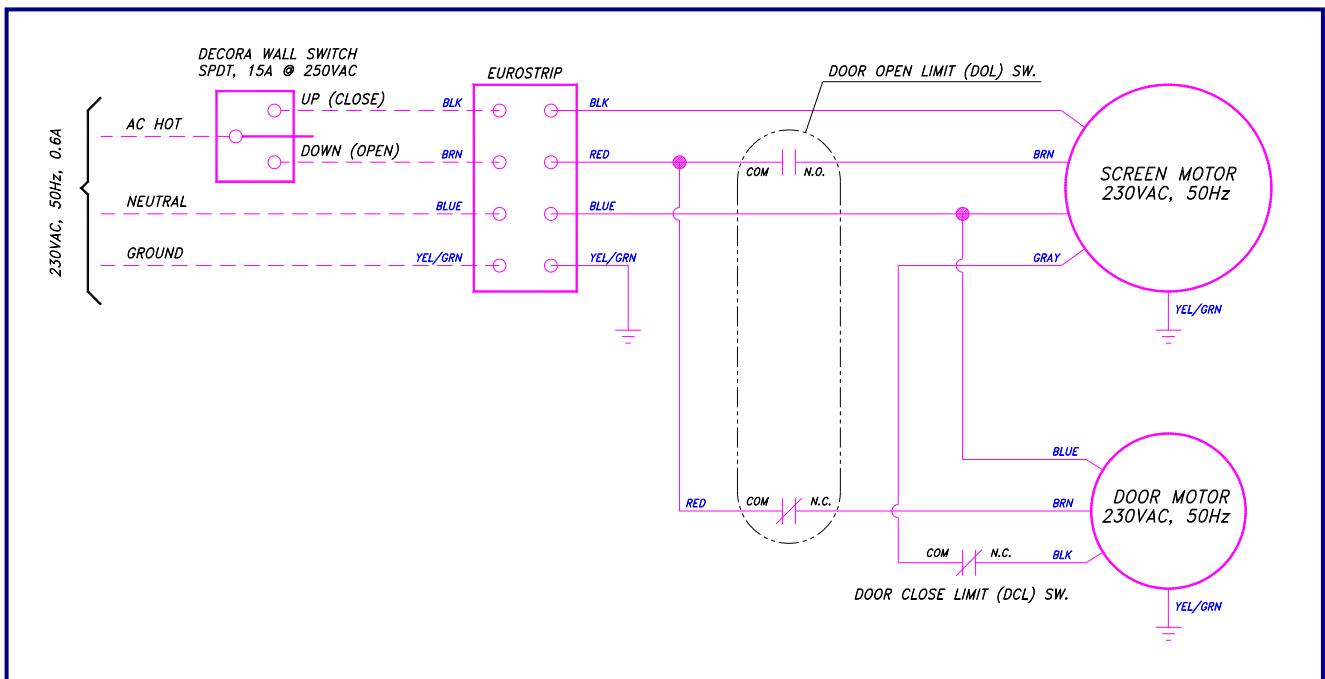 DECORA WALL SWITCH
SPDT, 15A @ 250VAC
EUROSTRIP
DOOR OPEN LIMIT (DOL) SW.
230VAC, 50Hz, 0.6A
UP (CLOSE)
BLK
BLK
AC HOT
DOWN (OPEN)
BRN
RED
COM
N.O.
BRN
SCREEN MOTOR
230VAC, 50Hz
NEUTRAL
BLUE
BLUE
GROUND
YEL/GRN
YEL/GRN
GRAY
YEL/GRN
BLUE
RED
COM
N.C.
BRN
DOOR MOTOR
230VAC, 50Hz
COM
N.C.
BLK
DOOR CLOSE LIMIT (DCL) SW.
YEL/GRN